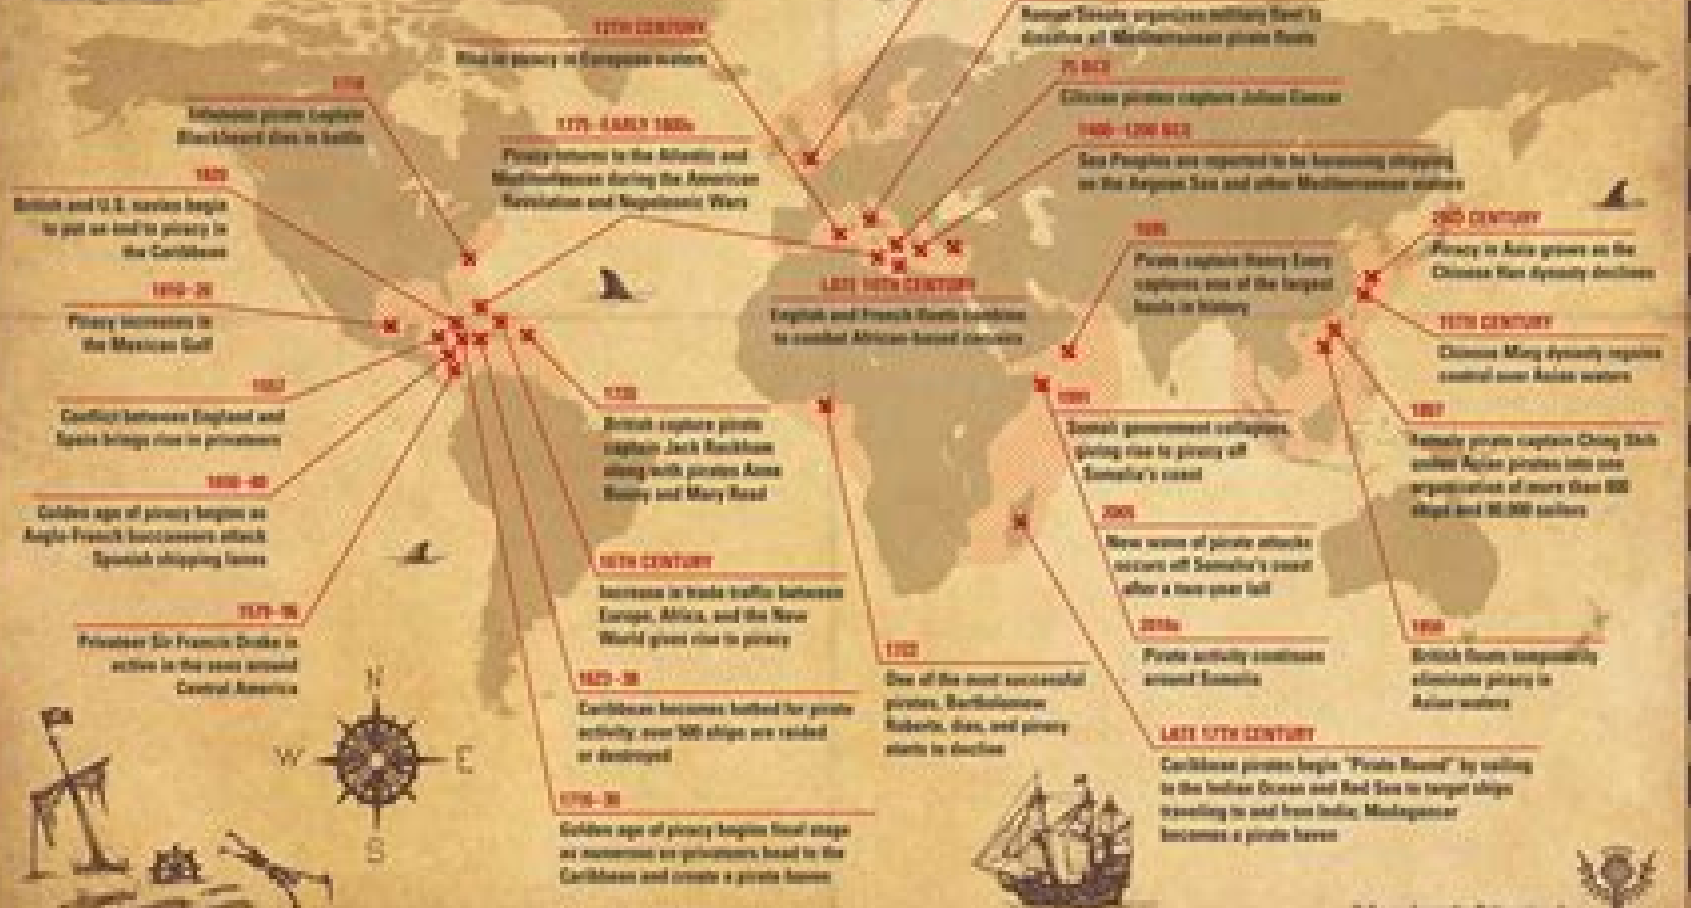 Roman Senate organizes military fleet to
dissolve all Mediterranean pirate fleets
12TH CENTURY
Rise in piracy in European waters
75 BCE
Cilician pirates capture Julius Caesar
1718
Infamous pirate captain
Blackbeard dies in battle
1775–EARLY 1800s
Piracy returns to the Atlantic and
Mediterranean during the American
Revolution and Napoleonic Wars
1400–1200 BCE
Sea Peoples are reported to be harassing shipping
on the Aegean Sea and other Mediterranean waters
1820
British and U.S. navies begin
to put an end to piracy in
the Caribbean
CENTURY
Piracy in Asia grows as the
Chinese Han dynasty declines
1695
Pirate captain Henry Every
captures one of the largest
hauls in history
1810–20
Piracy increases in
the Mexican Gulf
CENTURY
English and French fleets combine
to combat African-based corsairs
15TH CENTURY
Chinese Ming dynasty regains
control over Asian waters
Conflict between England and
Spain brings rise in privateers
1720
British capture pirate
captain Jack Rackham
along with pirates Anne
Bonny and Mary Read
1991
Somali government collapses,
giving rise to piracy off
Somalia's coast
1807
Female pirate captain Ching Shih
unites Asian pirates into one
organization of more than
ships and sailors
Golden age of piracy begins as
Anglo-French buccaneers attack
Spanish shipping lanes
2005
New wave of pirate attacks
occurs off Somalia's coast
after a two-year lull
16TH CENTURY
Increase in trade traffic between
Europe, Africa, and the New
World gives rise to piracy
1570–96
Privateer Sir Francis Drake is
active in the seas around
Central America
2010s
Pirate activity continues
around Somalia
1850
British fleets temporarily
eliminate piracy in
Asian waters
1722
One of the most successful
pirates, Bartholomew
Roberts, dies, and piracy
starts to decline
1623–38
Caribbean becomes hotbed for pirate
activity; over 500 ships are raided
or destroyed
N
W
E
S
LATE 17TH CENTURY
Caribbean pirates begin "Pirate Round" by sailing
to the Indian Ocean and Red Sea to target ships
traveling to and from India; Madagascar
becomes a pirate haven
1716–26
Golden age of piracy begins final stage
as numerous ex-privateers head to the
Caribbean and create a pirate haven